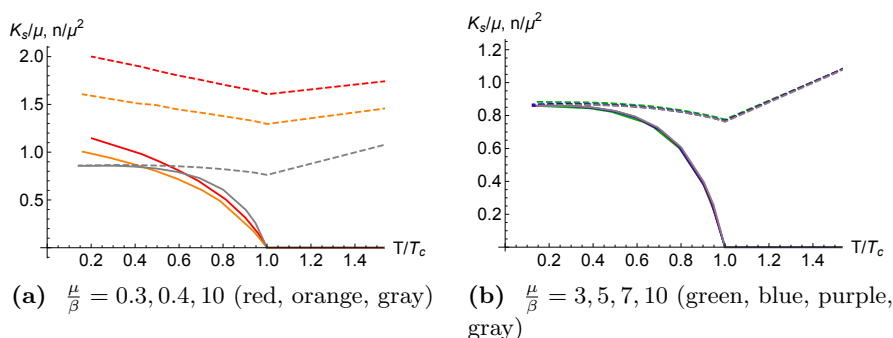 K_s/μ, n/μ²
2.0
1.5
1.0
0.5
0.2 0.4 0.6 0.8 1.0 1.2 1.4
T/T_c
(a) μ/β = 0.3, 0.4, 10 (red, orange, gray)
K_s/μ, n/μ²
1.2
1.0
0.8
0.6
0.4
0.2
0.2 0.4 0.6 0.8 1.0 1.2 1.4
T/T_c
(b) μ/β = 3, 5, 7, 10 (green, blue, purple,
gray)